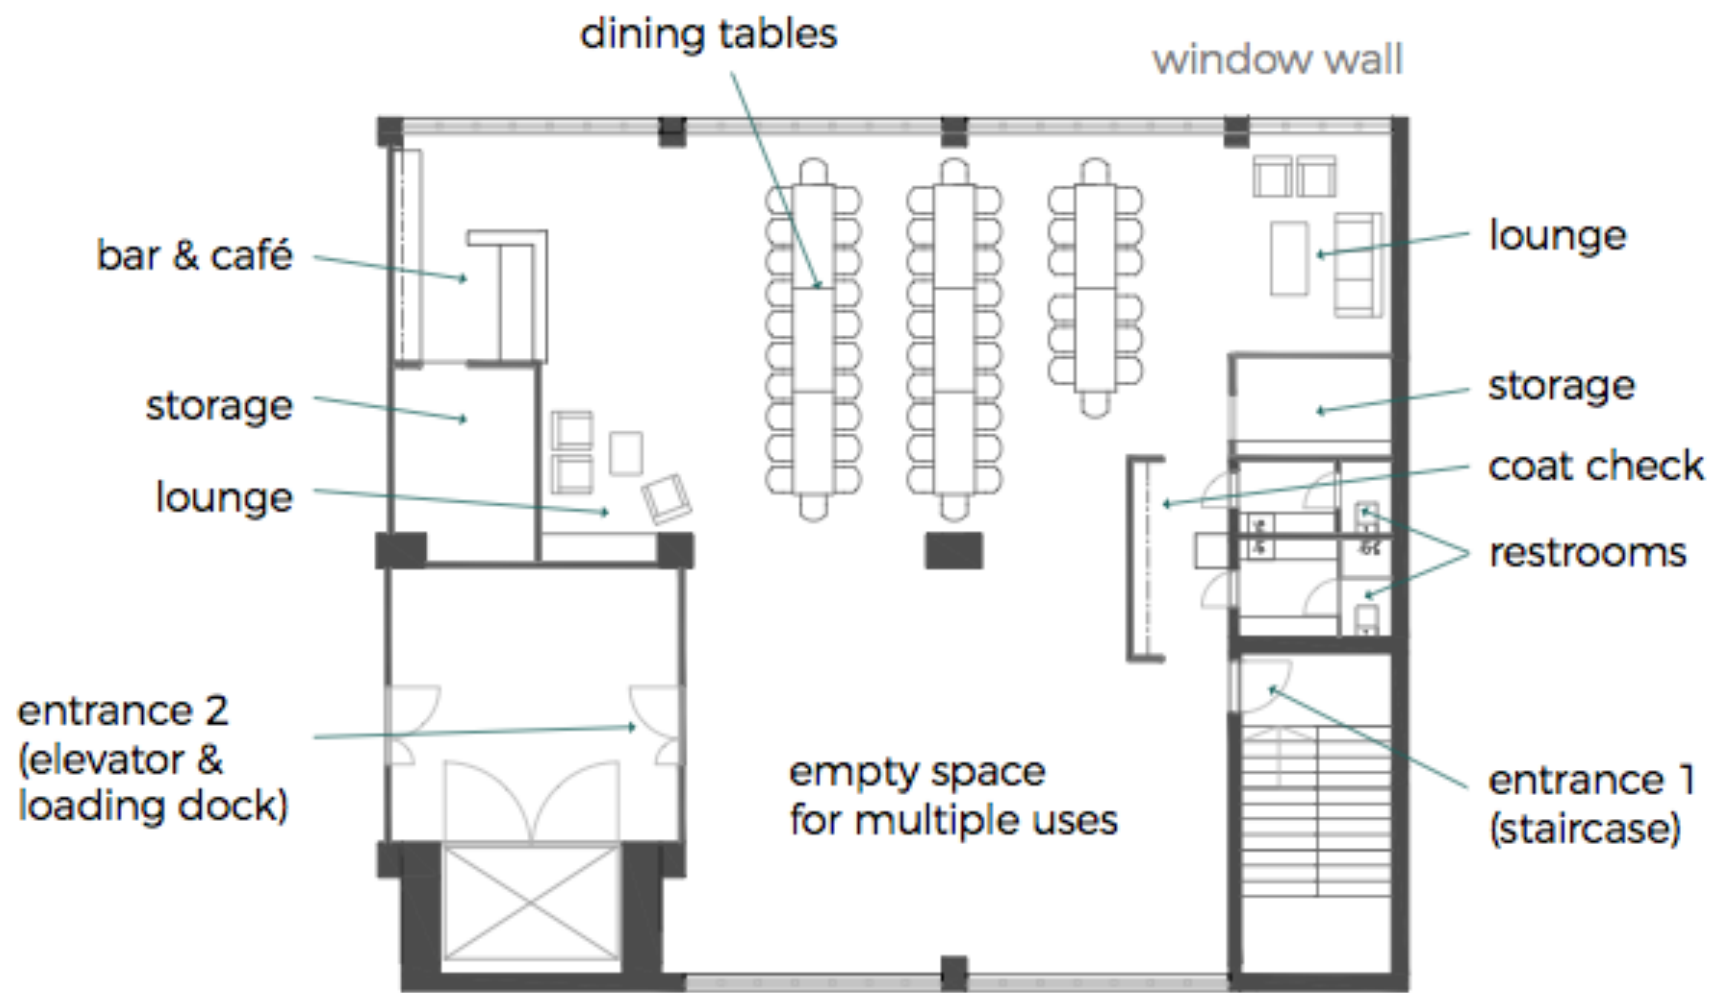 dining tables
window wall
bar & café
storage
lounge
entrance 2
(elevator &
loading dock)
empty space
for multiple uses
lounge
storage
coat check
restrooms
entrance 1
(staircase)